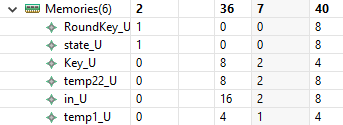 Memories(6) 2 36 7 40
RoundKey_U 1 0 0 8
state_U 1 0 0 8
Key_U 0 8 2 4
temp22_U 0 8 2 8
in_U 0 16 2 8
temp1_U 0 4 1 4